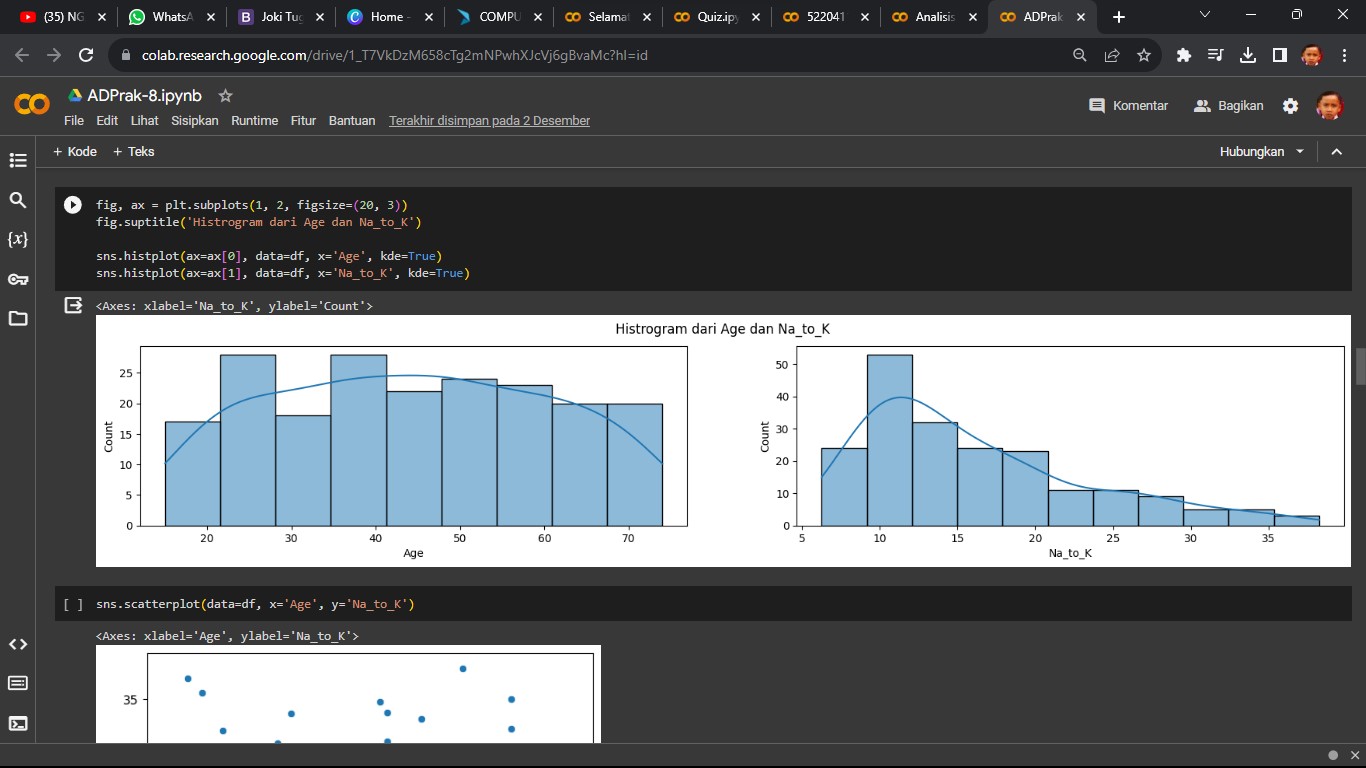 (35) NG
WhatsA
Joki Tug
Home -
COMPU
Selamat
Quiz.ip
522041
Analisis
ADPrak
colab.research.google.com/drive/1_T7VkDzM658cTg2mNPwhXJcVj6gBvaMc?hl=id
ADPrak-8.ipynb
Komentar
Bagikan
File Edit Lihat Sisipkan Runtime Fitur Bantuan Terakhir disimpan pada 2 Desember
+ Kode + Teks
Hubungkan
fig, ax = plt.subplots(1, 2, figsize=(20, 3))
fig.suptitle('Histrogram dari Age dan Na_to_K')
{x}
sns.histplot(ax=ax[0], data=df, x='Age', kde=True)
sns.histplot(ax=ax[1], data=df, x='Na_to_K', kde=True)
<Axes: xlabel='Na_to_K', ylabel='Count'>
Histrogram dari Age dan Na_to_K
Count
25
20
15
10
5
0
20 30 40 50 60 70
Age
Count
50
40
30
20
10
0
5 10 15 20 25 30 35
Na_to_K
[ ] sns.scatterplot(data=df, x='Age', y='Na_to_K')
<Axes: xlabel='Age', ylabel='Na_to_K'>
35